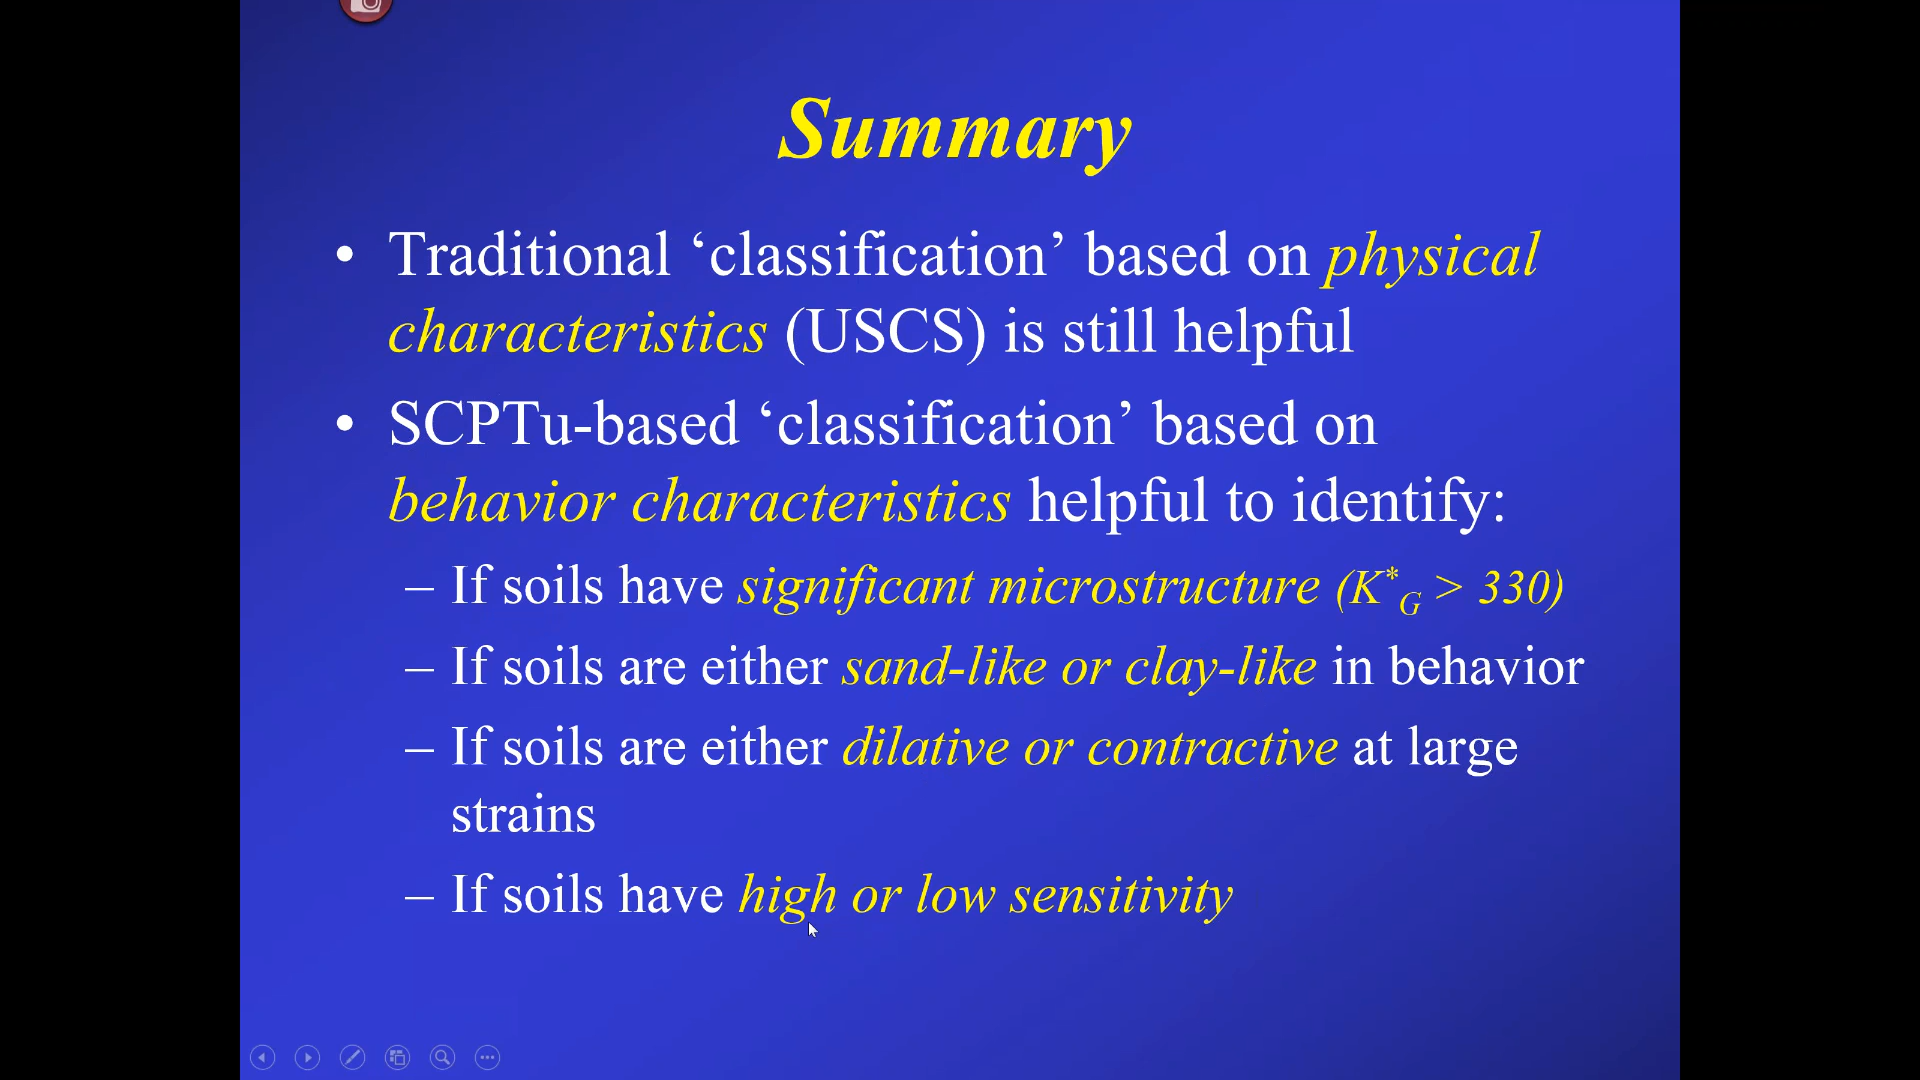 Summary
• Traditional ‘classification’ based on physical
characteristics (USCS) is still helpful
• SCPTu-based ‘classification’ based on
behavior characteristics helpful to identify:
– If soils have significant microstructure (K*G > 330)
– If soils are either sand-like or clay-like in behavior
– If soils are either dilative or contractive at large
strains
– If soils have high or low sensitivity